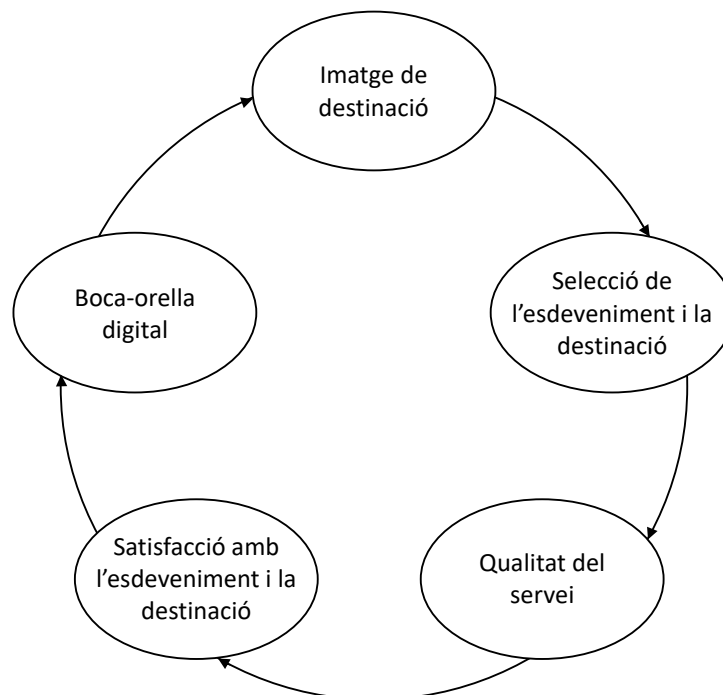 Imatge de
destinació
Selecció de
l’esdeveniment i la
destinació
Qualitat del
servei
Satisfacció amb
l’esdeveniment i la
destinació
Boca-orella
digital